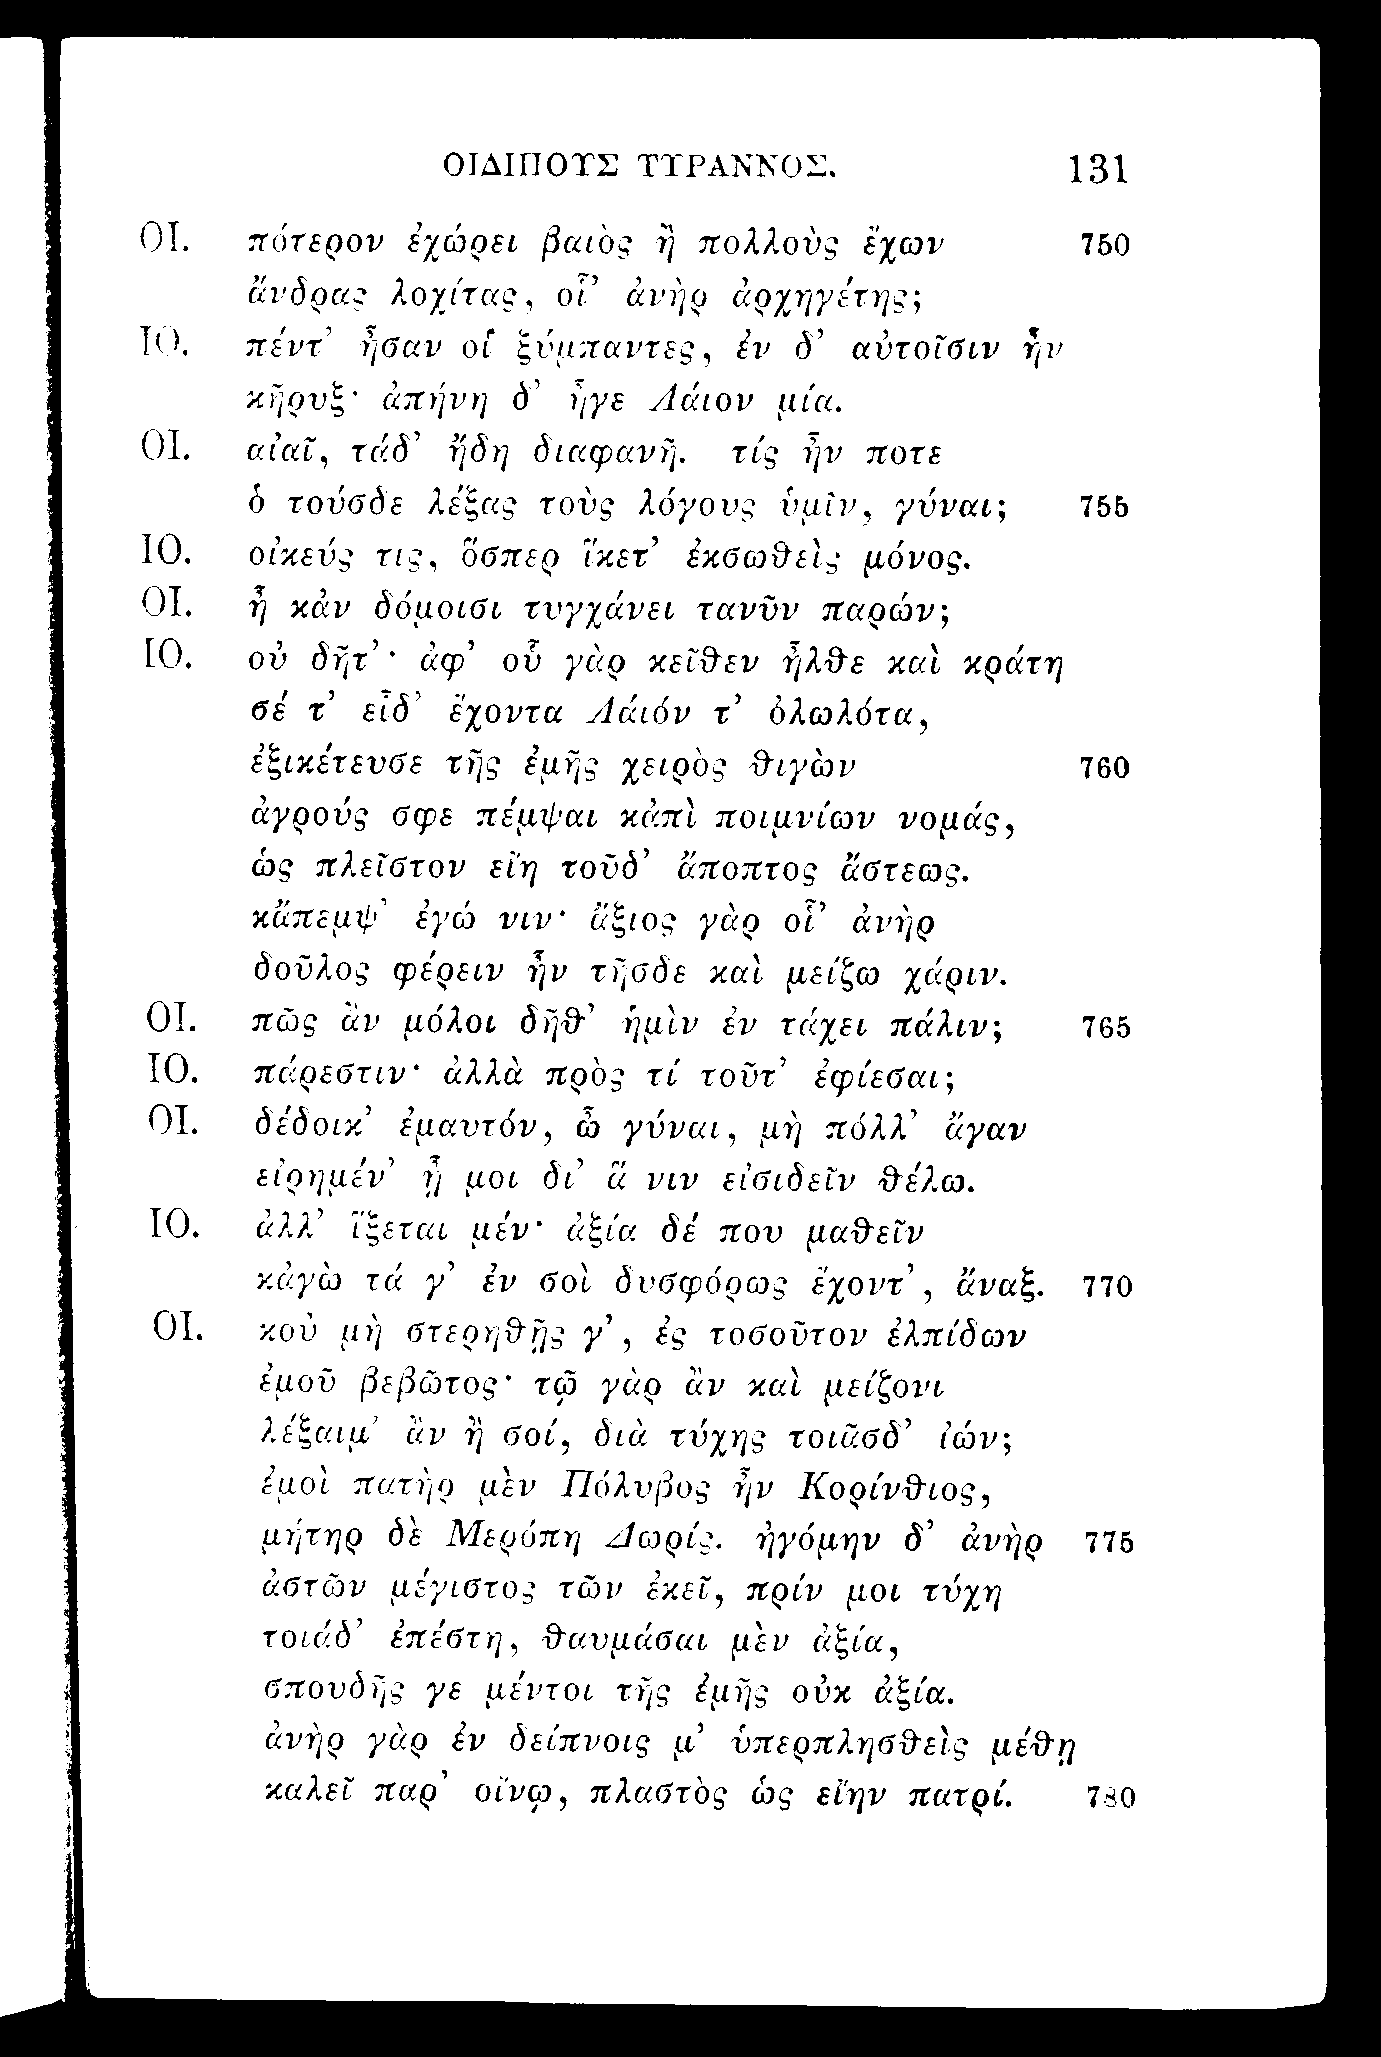 ΟΙΔΙΠΟΥΣ ΤΥΡΑΝΝΟΣ. 131
ΟΙ. πότερον ἐχώρει βαιὸς ἢ πολλοὺς ἔχων 750
ἄνδρας λοχίτας, οἷ’ ἀνὴρ ἀρχηγέτης;
ΙΟ. πέντ’ ἦσαν οἱ ξύμπαντες, ἐν δ’ αὐτοῖσιν ἦν
κῆρυξ· ἀπήνη δ’ ἦγε Λάιον μία.
ΟΙ. αἰαῖ, τάδ’ ἤδη διαφανῆ. τίς ἦν ποτε
ὁ τούσδε λέξας τοὺς λόγους ὑμῖν, γύναι; 755
ΙΟ. οἰκεύς τις, ὅσπερ ἵκετ’ ἐκσωθεὶς μόνος.
ΟΙ. ἦ κἀν δόμοισι τυγχάνει τανῦν παρών;
ΙΟ. οὐ δῆτ’· ἀφ’ οὗ γὰρ κεῖθεν ἦλθε καὶ κράτη
σέ τ’ εἶδ’ ἔχοντα Λάιόν τ’ ὀλωλότα,
ἐξικέτευσε τῆς ἐμῆς χειρὸς θιγὼν 760
ἀγρούς σφε πέμψαι κἀπὶ ποιμνίων νομάς,
ὡς πλεῖστον εἴη τοῦδ’ ἄποπτος ἄστεως.
κἄπεμψ’ ἐγώ νιν· ἄξιος γὰρ οἷ’ ἀνὴρ
δοῦλος φέρειν ἦν τῆσδε καὶ μείζω χάριν.
ΟΙ. πῶς ἂν μόλοι δῆθ’ ἡμὶν ἐν τάχει πάλιν; 765
ΙΟ. πάρεστιν· ἀλλὰ πρὸς τί τοῦτ’ ἐφίεσαι;
ΟΙ. δέδοικ’ ἐμαυτόν, ὦ γύναι, μὴ πόλλ’ ἄγαν
εἰρημέν’ ᾖ μοι δι’ ἅ νιν εἰσιδεῖν θέλω.
ΙΟ. ἀλλ’ ἵξεται μέν· ἀξία δέ που μαθεῖν
κἀγὼ τά γ’ ἐν σοὶ δυσφόρως ἔχοντ’, ἄναξ. 770
ΟΙ. κοὐ μὴ στερηθῇς γ’, ἐς τοσοῦτον ἐλπίδων
ἐμοῦ βεβῶτος· τῷ γὰρ ἂν καὶ μείζονι
λέξαιμ’ ἂν ἢ σοί, διὰ τύχης τοιᾶσδ’ ἰών;
ἐμοὶ πατὴρ μὲν Πόλυβος ἦν Κορίνθιος,
μήτηρ δὲ Μερόπη Δωρίς. ἠγόμην δ’ ἀνὴρ 775
ἀστῶν μέγιστος τῶν ἐκεῖ, πρίν μοι τύχη
τοιάδ’ ἐπέστη, θαυμάσαι μὲν ἀξία,
σπουδῆς γε μέντοι τῆς ἐμῆς οὐκ ἀξία.
ἀνὴρ γὰρ ἐν δείπνοις μ’ ὑπερπλησθεὶς μέθῃ
καλεῖ παρ’ οἴνῳ, πλαστὸς ὡς εἴην πατρί. 780